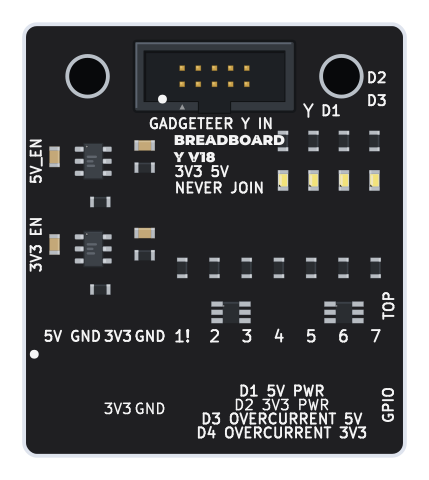 D2
D3
Y D1
GADGETEER Y IN
BREADBOARD
Y V18
3V3 5V
NEVER JOIN
5V_EN
3V3 EN
TOP
5V GND 3V3 GND 1! 2 3 4 5 6 7
GPIO
3V3 GND
D1 5V PWR
D2 3V3 PWR
D3 OVERCURRENT 5V
D4 OVERCURRENT 3V3